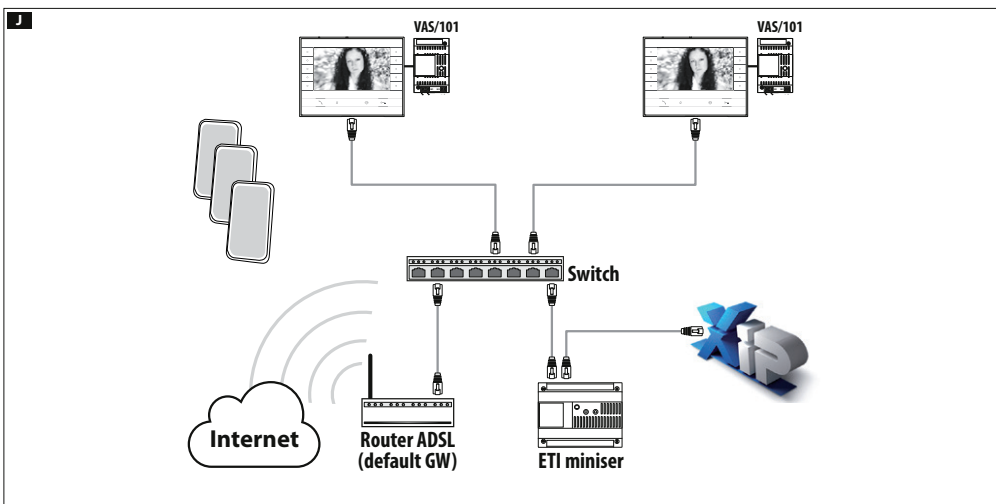 J
VAS/101
VAS/101
Switch
Xip
Internet
Router ADSL
(default GW)
ETI miniser